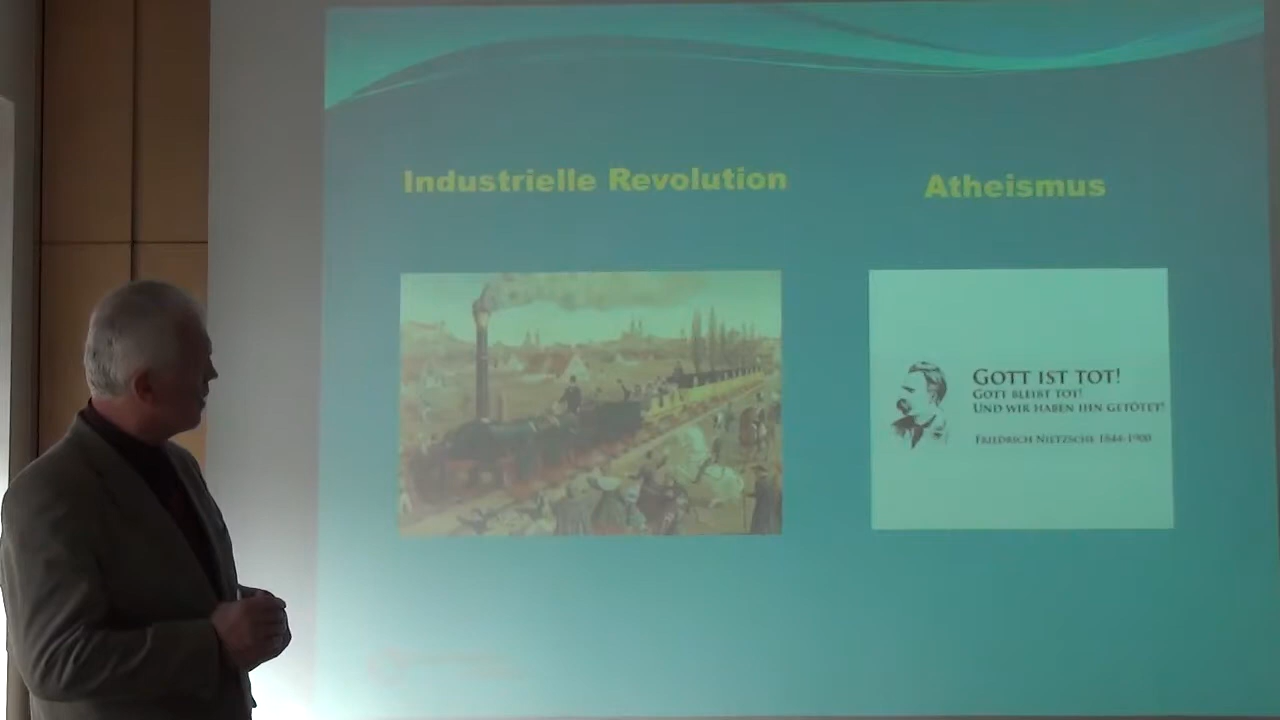 Industrielle Revolution
Atheismus
GOTT IST TOT!
GOTT BLEIBT TOT!
UND WIR HABEN IHN GETÖTET!
FRIEDRICH NIETZSCHE 1844-1900